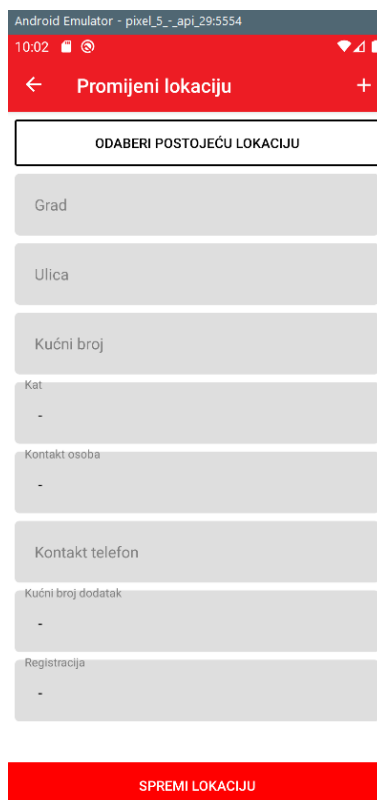 Android Emulator - pixel_5_-_api_29:5554
10:02
Promijeni lokaciju
ODABERI POSTOJEĆU LOKACIJU
Grad
Ulica
Kućni broj
Kat
-
Kontakt osoba
-
Kontakt telefon
Kućni broj dodatak
-
Registracija
-
SPREMI LOKACIJU